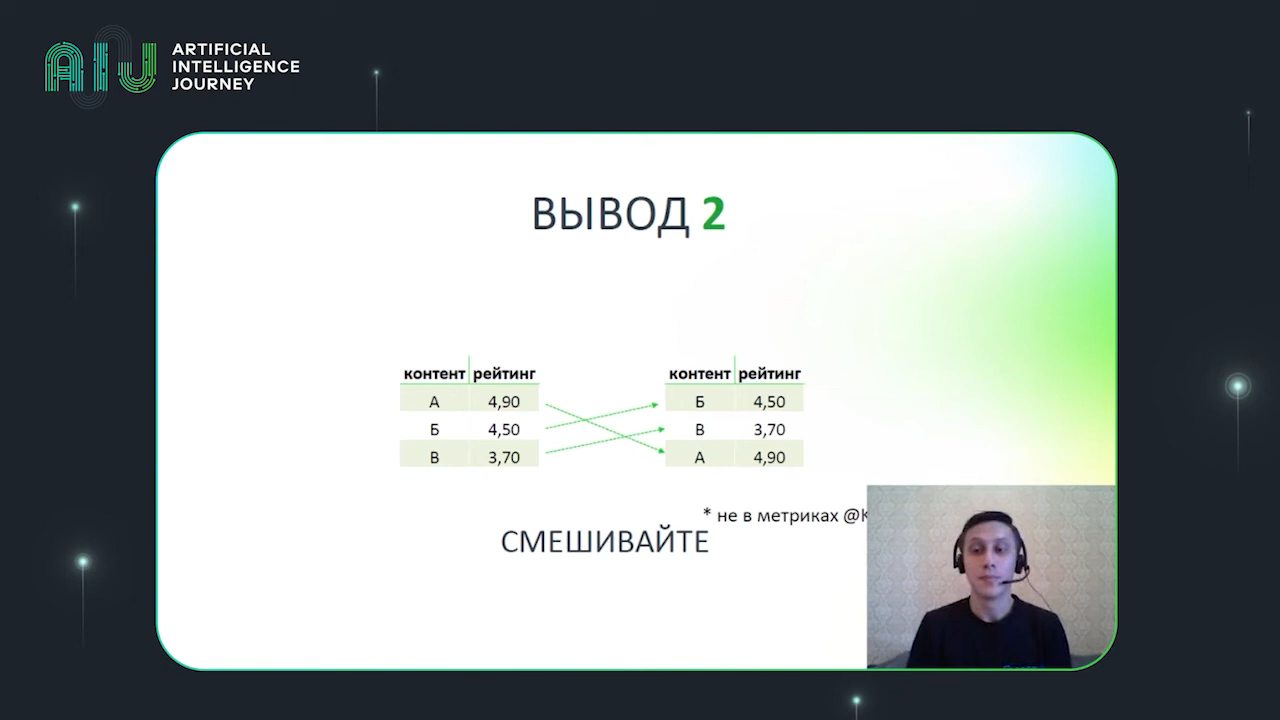 ARTIFICIAL
INTELLIGENCE
JOURNEY
ВЫВОД 2
контент рейтинг
А 4,90
Б 4,50
В 3,70
контент рейтинг
Б 4,50
В 3,70
А 4,90
* не в метриках
СМЕШИВАЙТЕ